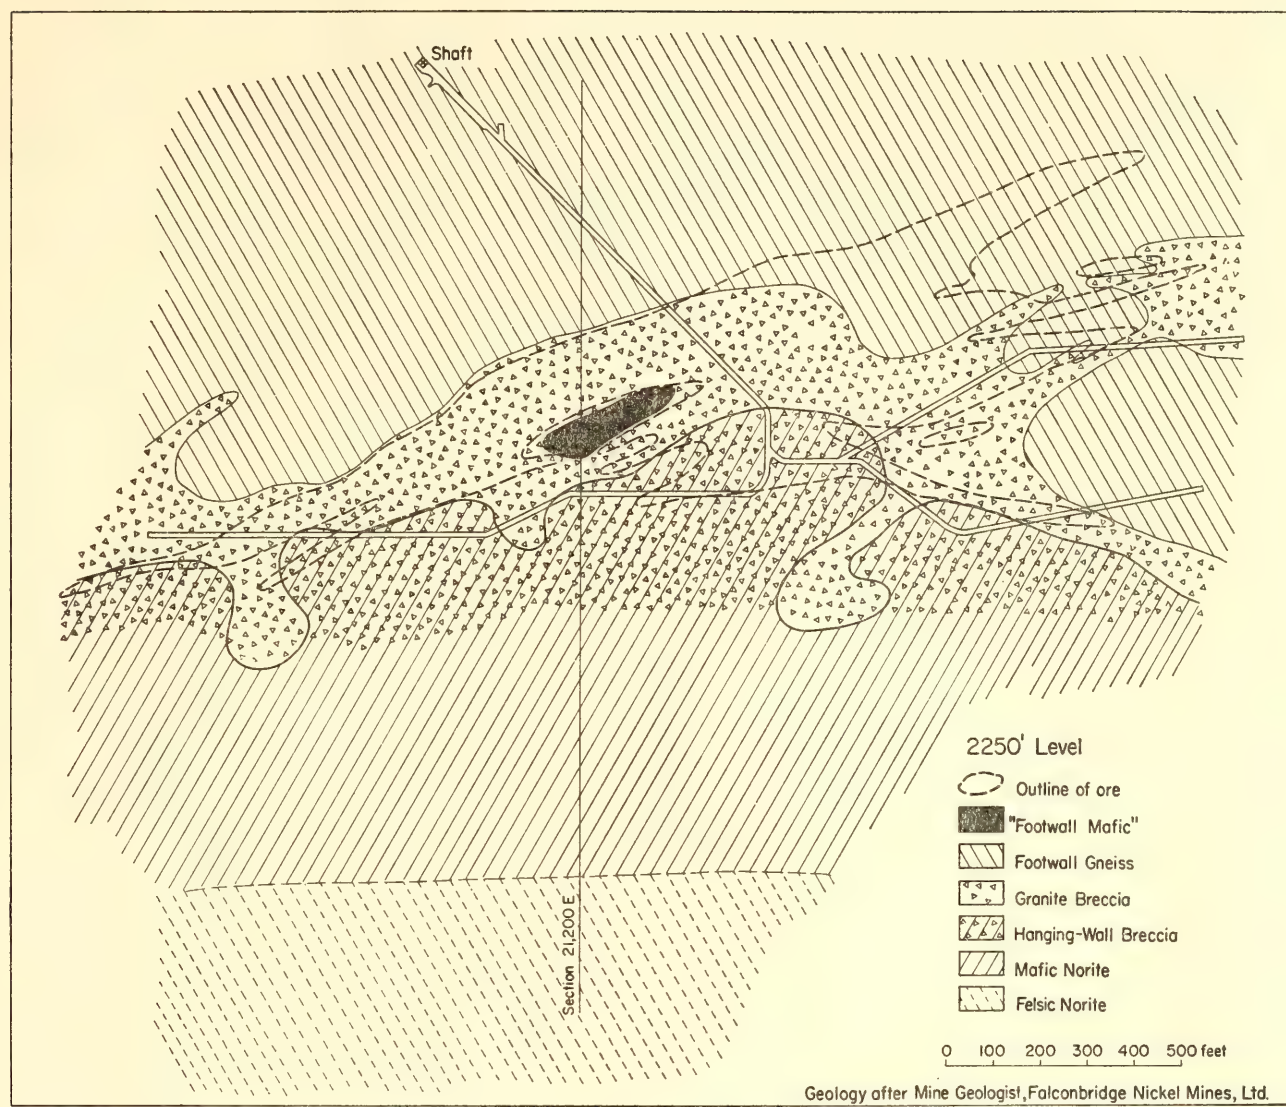 Shaft
Section 21,200 E
2250' Level
Outline of ore
"Footwall Mafic"
Footwall Gneiss
Granite Breccia
Hanging-Wall Breccia
Mafic Norite
Felsic Norite
0 100 200 300 400 500 feet
Geology after Mine Geologist, Falconbridge Nickel Mines, Ltd.